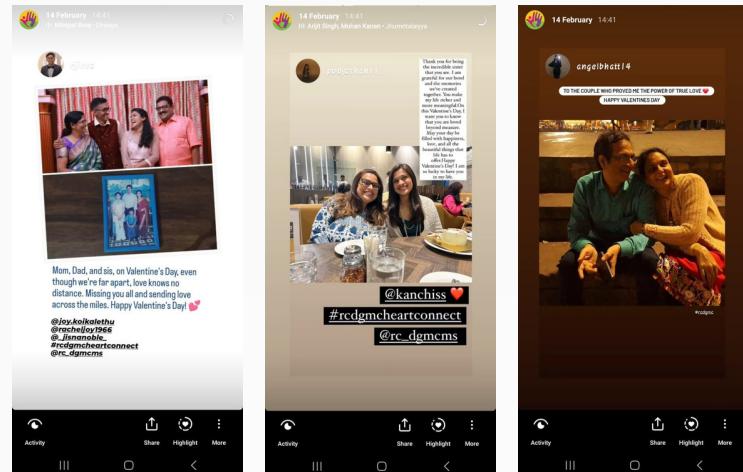 14 February 14:41
Mom, Dad, and sis, on Valentine's Day, even
though we're far apart, love knows no
distance. Missing you all and sending love
across the miles. Happy Valentine's Day! 💕
@joy.koikalethu
@racheljoy1966
@_jisnanoble_
#rcdgmcheartconnect
@rc_dgmcms
Activity
Share
Highlight
More
14 February 14:41
Arijit Singh, Mohan Kanan • Jhumritalaiyya
Thank you for being
the incredible sister
that you are. I am
grateful for our bond
and the memories
we've created
together. You make
my life richer and
more meaningful.On
this Valentine's Day, I
want you to know
that you are loved
beyond measure.
May your day be
filled with happiness,
love, and all the
beautiful things that
life has to
offer.Happy
Valentine's Day! I am
so lucky to have you
in my life.
@kanchiss ❤️
#rcdgmcheartconnect
@rc_dgmcms
Activity
Share
Highlight
More
14 February 14:41
angelbhatt14
TO THE COUPLE WHO PROVED ME THE POWER OF TRUE LOVE ❤️
HAPPY VALENTINES DAY
#rcdgmc
Activity
Share
Highlight
More